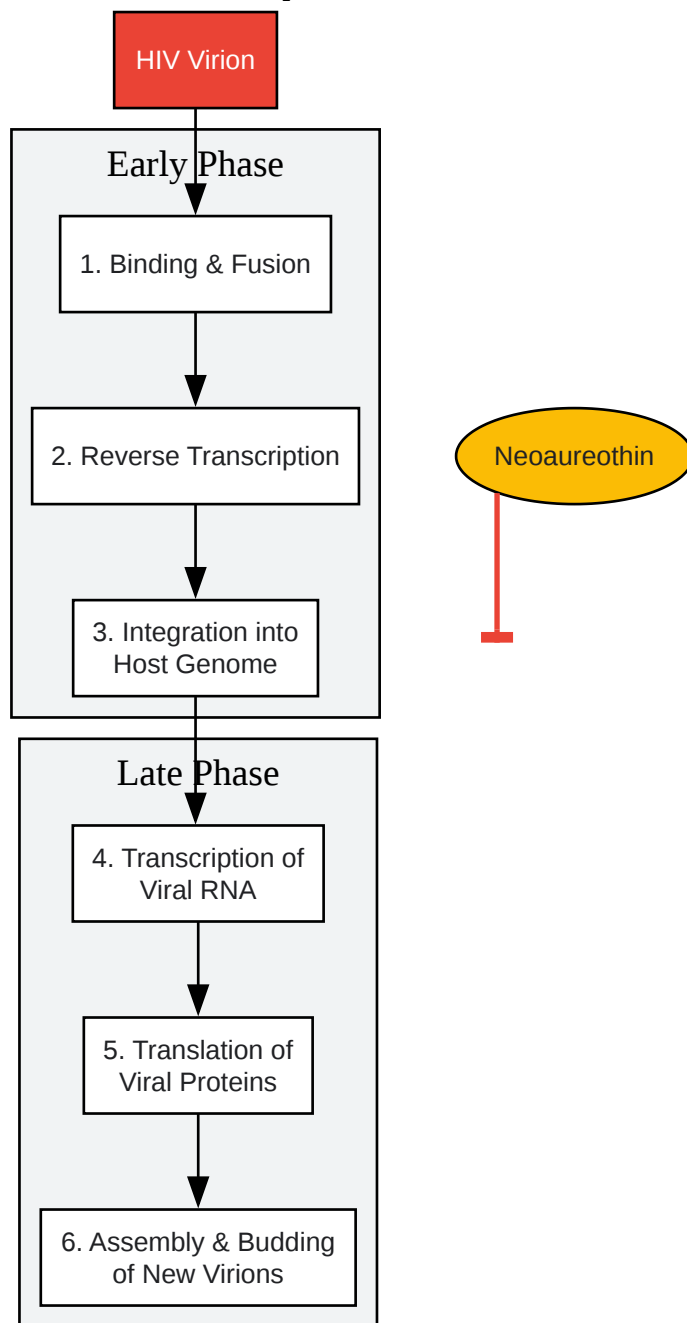 HIV Virion
Early Phase
1. Binding & Fusion
2. Reverse Transcription
Neoaureothin
3. Integration into
Host Genome
Late Phase
4. Transcription of
Viral RNA
5. Translation of
Viral Proteins
6. Assembly & Budding
of New Virions